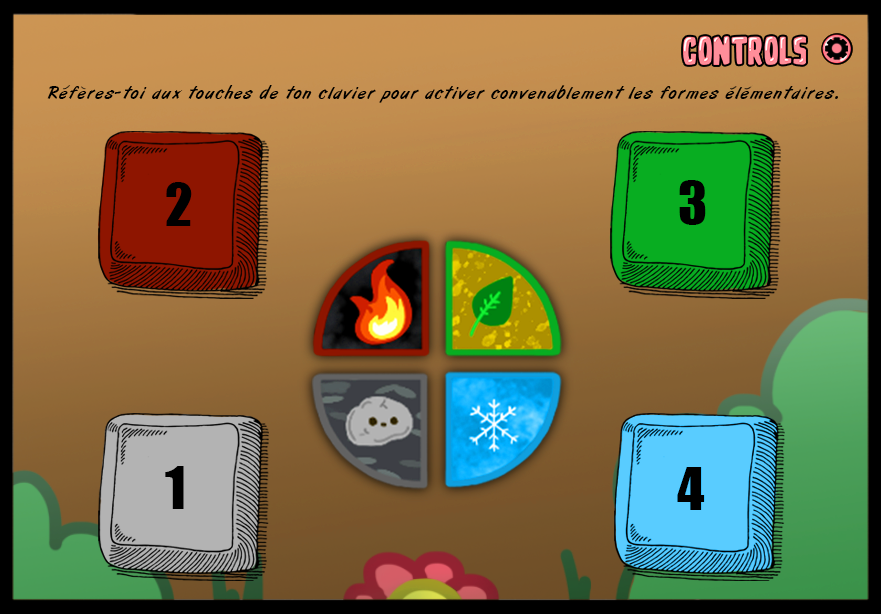 CONTROLS
Réfères-toi aux touches de ton clavier pour activer convenablement les formes élémentaires.
2
3
1
4